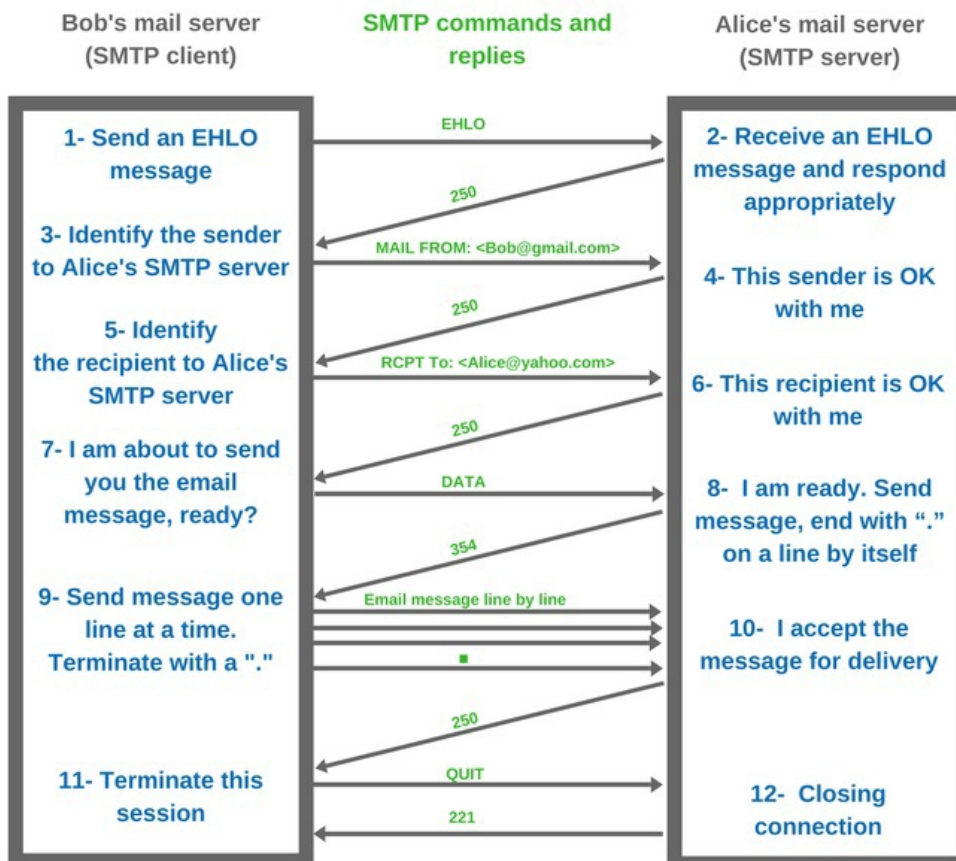 Bob's mail server
(SMTP client)
SMTP commands and
replies
Alice's mail server
(SMTP server)
1- Send an EHLO
message
EHLO
2- Receive an EHLO
message and respond
appropriately
250
3- Identify the sender
to Alice's SMTP server
MAIL FROM: <Bob@gmail.com>
4- This sender is OK
with me
250
5- Identify
the recipient to Alice's
SMTP server
RCPT To: <Alice@yahoo.com>
6- This recipient is OK
with me
250
7- I am about to send
you the email
message, ready?
DATA
8- I am ready. Send
message, end with “.”
on a line by itself
354
9- Send message one
line at a time.
Terminate with a "."
Email message line by line
.
10- I accept the
message for delivery
250
11- Terminate this
session
QUIT
12- Closing
connection
221